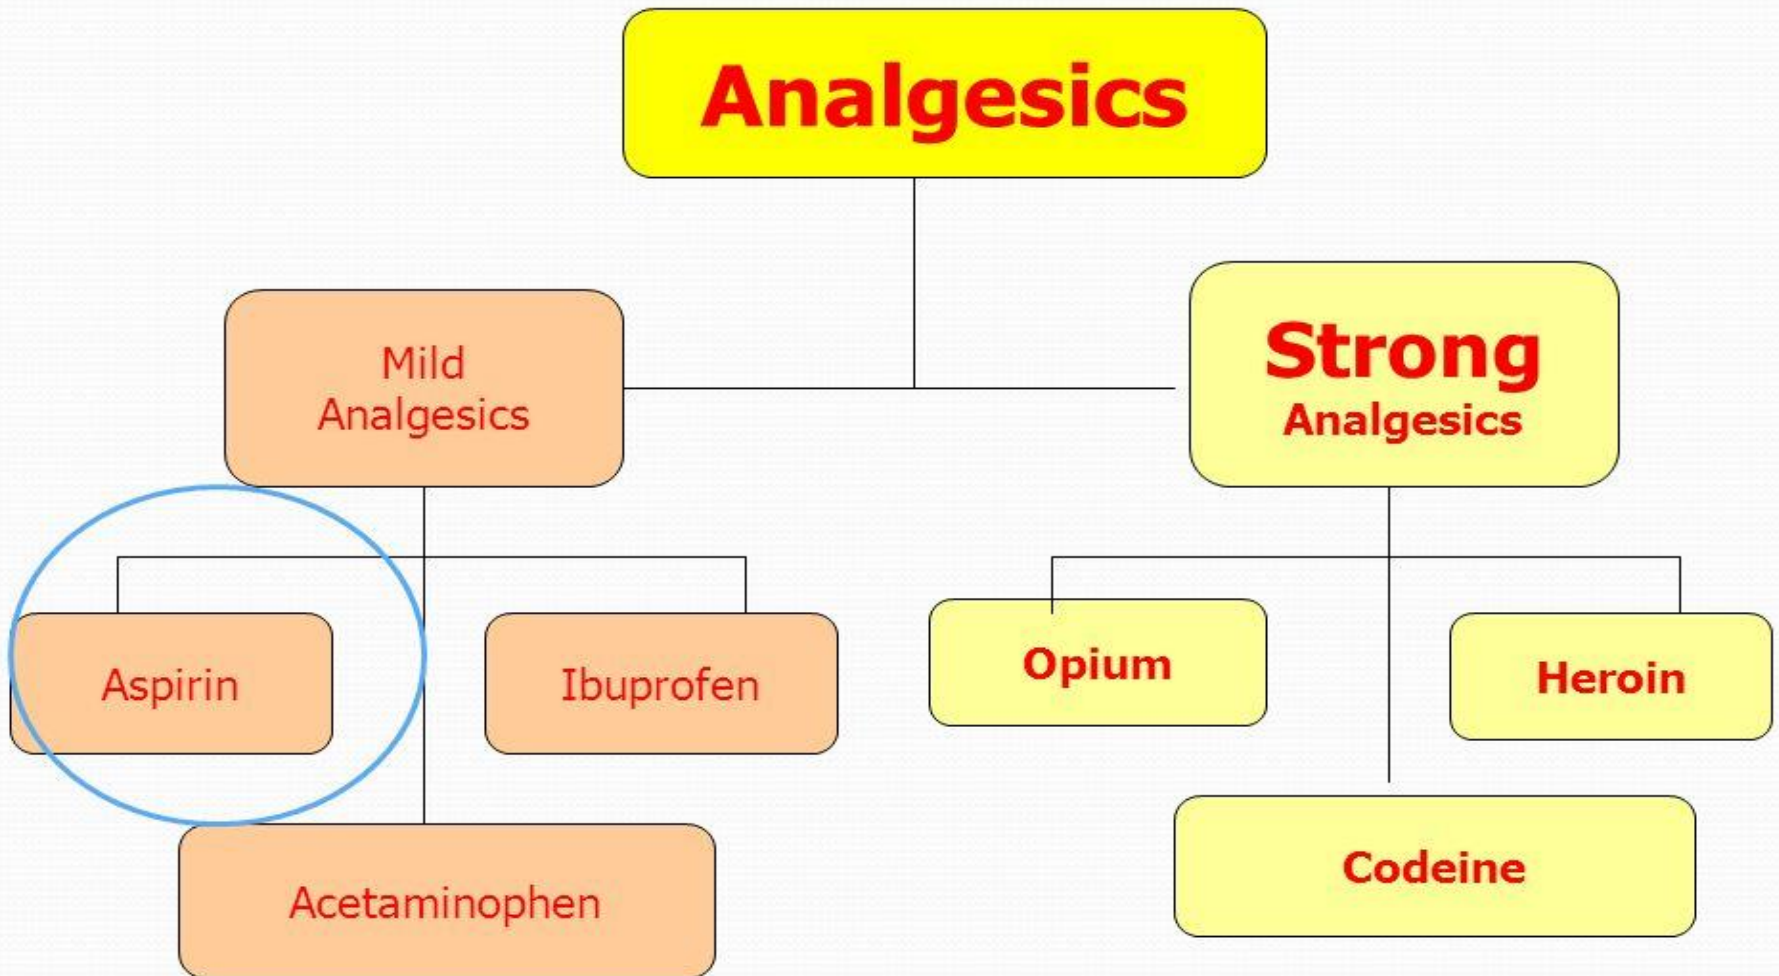 Analgesics
Mild
Analgesics
Strong
Analgesics
Aspirin
Ibuprofen
Acetaminophen
Opium
Heroin
Codeine